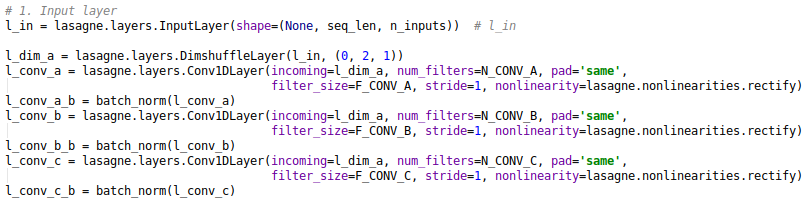 # 1. Input layer
l_in = lasagne.layers.InputLayer(shape=(None, seq_len, n_inputs))  # l_in

l_dim_a = lasagne.layers.DimshuffleLayer(l_in, (0, 2, 1))
l_conv_a = lasagne.layers.Conv1DLayer(incoming=l_dim_a, num_filters=N_CONV_A, pad='same',
                                      filter_size=F_CONV_A, stride=1, nonlinearity=lasagne.nonlinearities.rectify)
l_conv_a_b = batch_norm(l_conv_a)
l_conv_b = lasagne.layers.Conv1DLayer(incoming=l_dim_a, num_filters=N_CONV_B, pad='same',
                                      filter_size=F_CONV_B, stride=1, nonlinearity=lasagne.nonlinearities.rectify)
l_conv_b_b = batch_norm(l_conv_b)
l_conv_c = lasagne.layers.Conv1DLayer(incoming=l_dim_a, num_filters=N_CONV_C, pad='same',
                                      filter_size=F_CONV_C, stride=1, nonlinearity=lasagne.nonlinearities.rectify)
l_conv_c_b = batch_norm(l_conv_c)